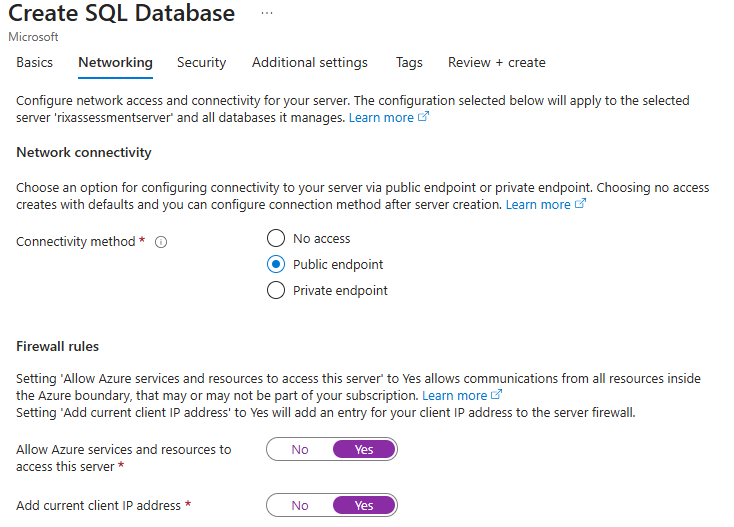 Create SQL Database ...
Microsoft
Basics Networking Security Additional settings Tags Review + create
Configure network access and connectivity for your server. The configuration selected below will apply to the selected
server 'rixassessmentserver' and all databases it manages. Learn more
Network connectivity
Choose an option for configuring connectivity to your server via public endpoint or private endpoint. Choosing no access
creates with defaults and you can configure connection method after server creation. Learn more
Connectivity method *
No access
Public endpoint
Private endpoint
Firewall rules
Setting 'Allow Azure services and resources to access this server' to Yes allows communications from all resources inside
the Azure boundary, that may or may not be part of your subscription. Learn more
Setting 'Add current client IP address' to Yes will add an entry for your client IP address to the server firewall.
Allow Azure services and resources to
access this server *
No Yes
Add current client IP address * No Yes